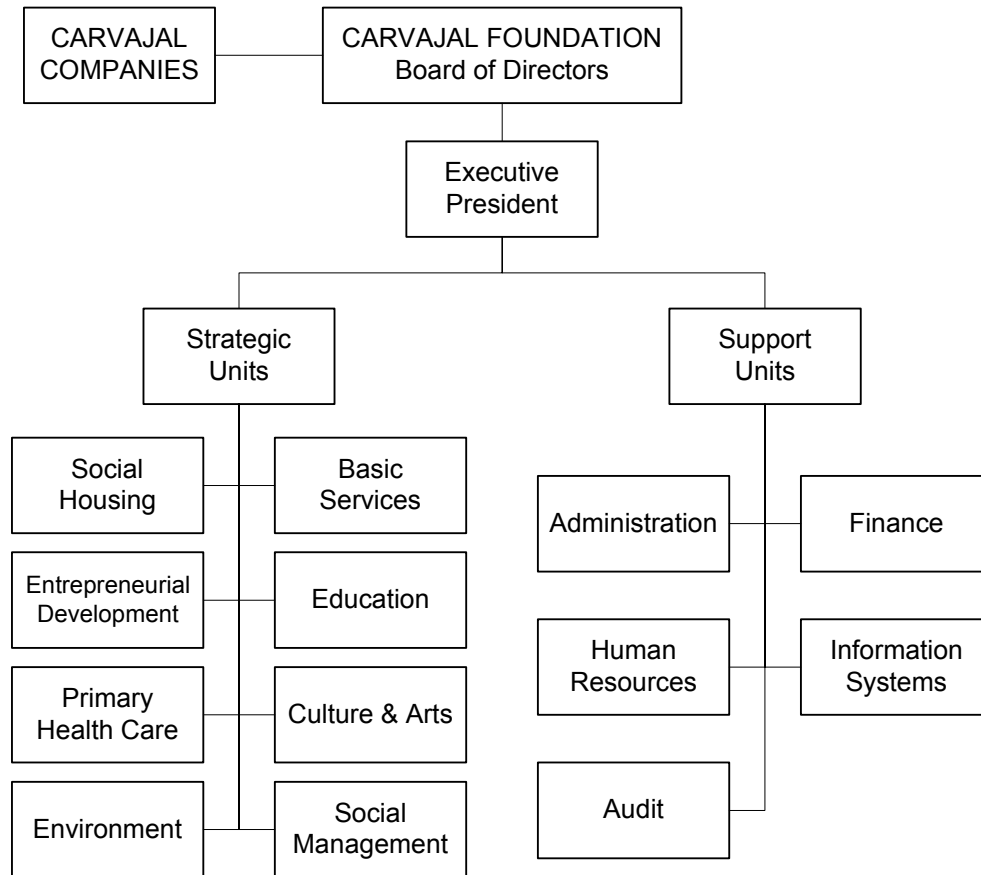 CARVAJAL
COMPANIES
CARVAJAL FOUNDATION
Board of Directors
Executive
President
Strategic
Units
Support
Units
Social
Housing
Basic
Services
Entrepreneurial
Development
Education
Primary
Health Care
Culture & Arts
Environment
Social
Management
Administration
Finance
Human
Resources
Information
Systems
Audit